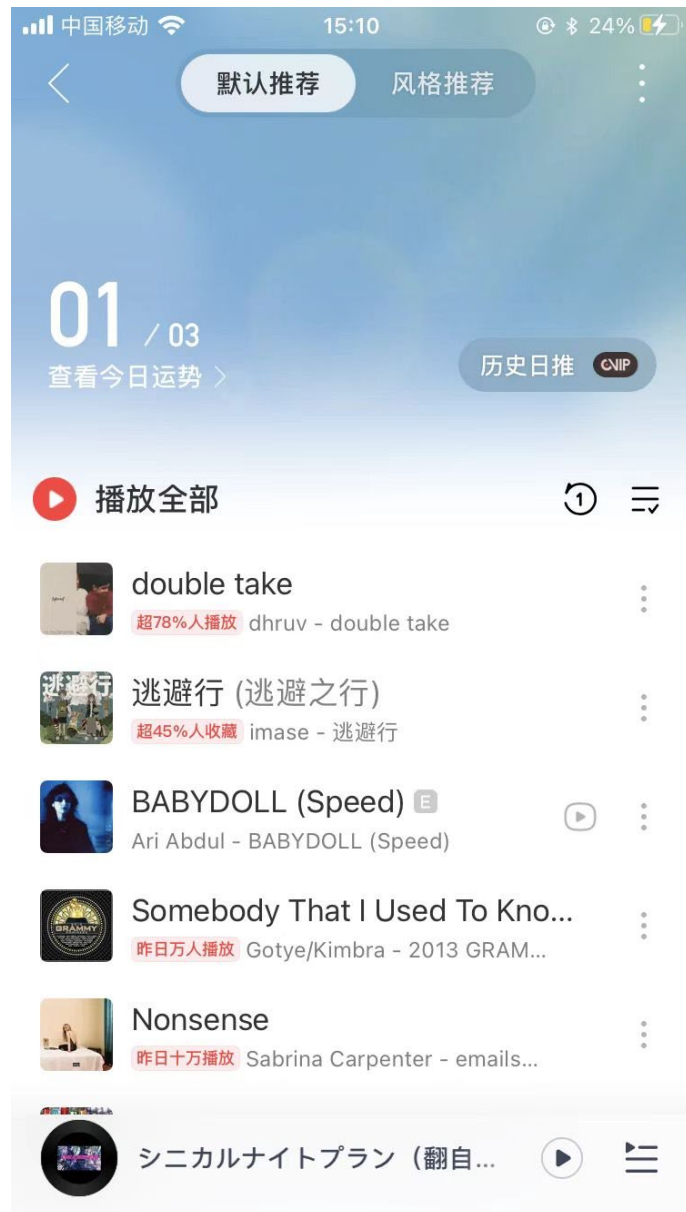 中国移动 15:10 24%
默认推荐 风格推荐
01 / 03
查看今日运势
历史日推 VIP
播放全部 1
double take
超78%人播放 dhruv - double take
逃避行
逃避行 (逃避之行)
超45%人收藏 imase - 逃避行
BABYDOLL (Speed) E
Ari Abdul - BABYDOLL (Speed)
GRAMMY
Somebody That I Used To Kno...
昨日万人播放 Gotye/Kimbra - 2013 GRAM...
Nonsense
昨日十万播放 Sabrina Carpenter - emails...
シニカルナイトプラン（翻自...